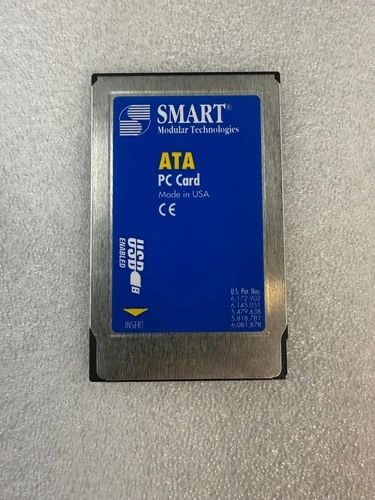 SMART®
Modular Technologies
ATA
PC Card
Made in USA
CE
USB
USB
ENABLED
U.S. Pat. Nos.
6,172,902
6,145,051
5,479,638
5,818,781
6,081,878
INSERT